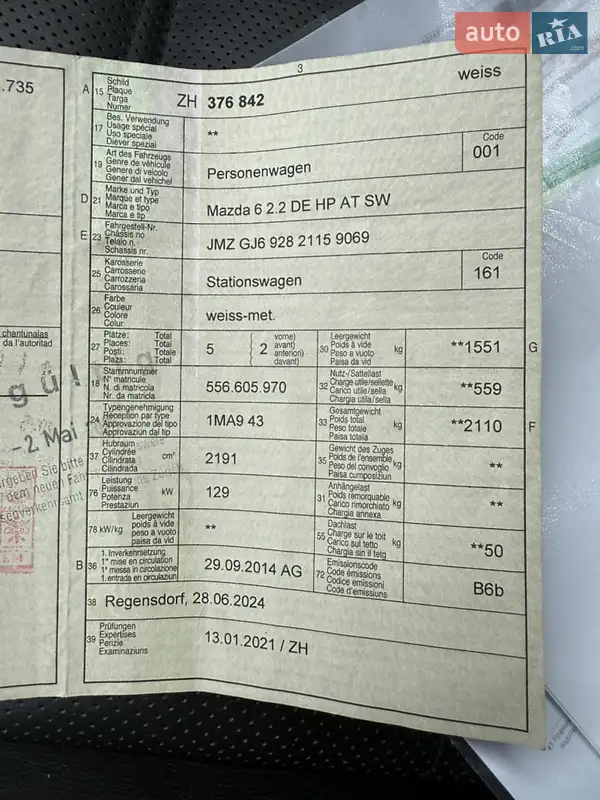 auto RIA
.com
.735
3
weiss
A 15 Schild
Plaque
Targa
Numer
ZH 376 842
17 Bes. Verwendung
Usage spécial
Uso speciale
Diever spezial
**
19 Art des Fahrzeugs
Genre de véhicule
Genere di veicolo
Gener dal vehichel
Personenwagen
Code
001
D 21 Marke und Typ
Marque et type
Marca e tipo
Marca e tip
Mazda 6 2.2 DE HP AT SW
E 23 Fahrgestell-Nr.
Châssis no
Telaio n.
Schassis nr.
JMZ GJ6 928 2115 9069
25 Karosserie
Carrosserie
Carrozzeria
Carossaria
Stationswagen
Code
161
26 Farbe
Couleur
Colore
Colur
weiss-met.
27 Plätze: Total
Places: Total
Posti: Totale
Plazs: Total
5
vorne)
avant)
anteriori)
davant)
2
30 Leergewicht
Poids à vide
Peso a vuoto
Paisa da vid
kg
**1551
G
18 Stammnummer
N° matricule
N. di matricola
Nr. da matricla
556.605.970
32 Nutz-/Sattellast
Charge utile/sellette
Carico utile/sella
Chargia utila/sella
kg
**559
24 Typengenehmigung
Réception par type
Approvazione del tipo
Approvaziun dal tip
1MA9 43
33 Gesamtgewicht
Poids total
Peso totale
Paisa totala
kg
**2110
F
37 Hubraum
Cylindrée
Cilindrata
Cilindrada
cm³
2191
35 Gewicht des Zuges
Poids de l'ensemble
Peso del convoglio
Paisa cumposiziun
kg
**
76 Leistung
Puissance
Potenza
Prestaziun
kW
129
31 Anhängelast
Poids remorquable
Carico rimorchiato
Chargia annexa
kg
**
78 kW/kg
Leergewicht
poids à vide
peso a vuoto
paisa da vid
**
55 Dachlast
Charge sur le toit
Carico sul tetto
Chargia sin il tetg
kg
**50
B 36 1. Inverkehrsetzung
1re mise en circulation
1a messa in circolazione
1. entrada en circulaziun
29.09.2014 AG
72 Emissionscode
Code émissions
Codice emissioni
Code d'emissiuns
B6b
38 Regensdorf, 28.06.2024
39 Prüfungen
Expertises
Perizie
Examinaziuns
13.01.2021 / ZH
chantunalas
da l'autoritad
-2 Mai